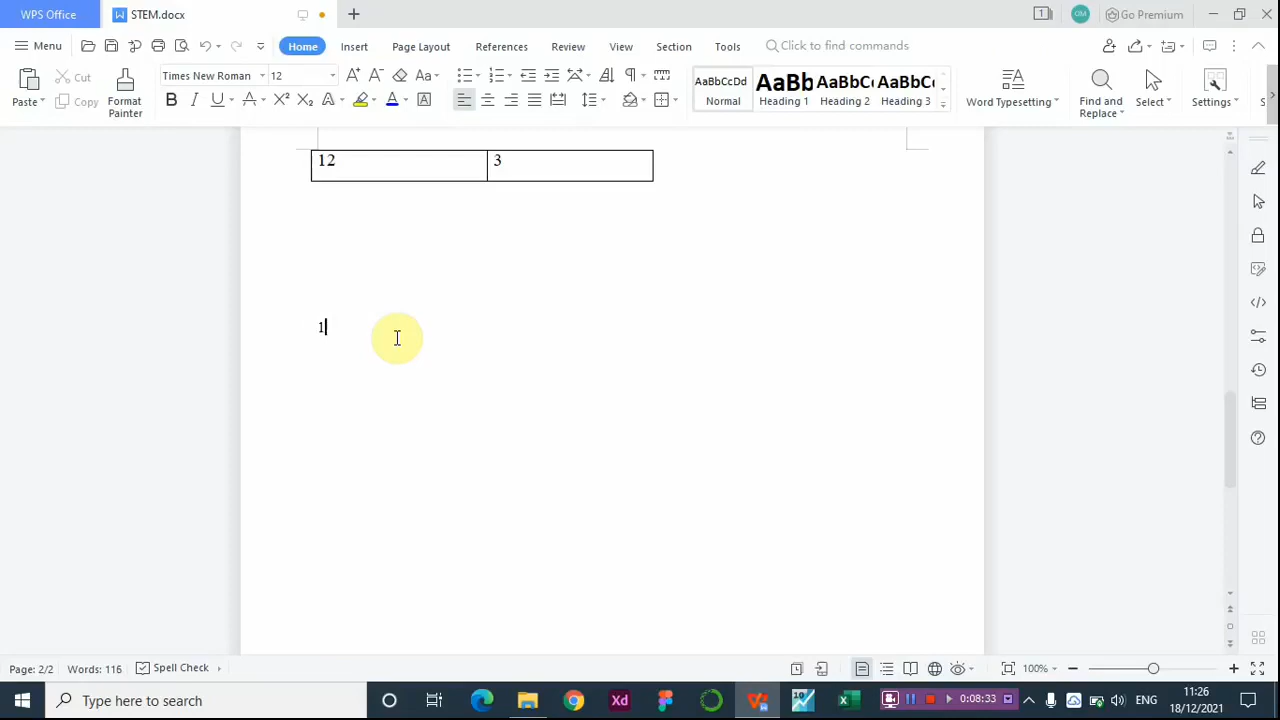 WPS Office STEM.docx 1 OM Go Premium
Menu Home Insert Page Layout References Review View Section Tools Click to find commands
Paste Cut Copy Format Painter Times New Roman 12 AaBbCcDd Normal AaBb Heading 1 AaBbC Heading 2 AaBbC Heading 3 Word Typesetting Find and Replace Select Settings
12 3
1
Page: 2/2 Words: 116 Spell Check 100%
Type here to search Xd 0:08:33 ENG 11:26
18/12/2021